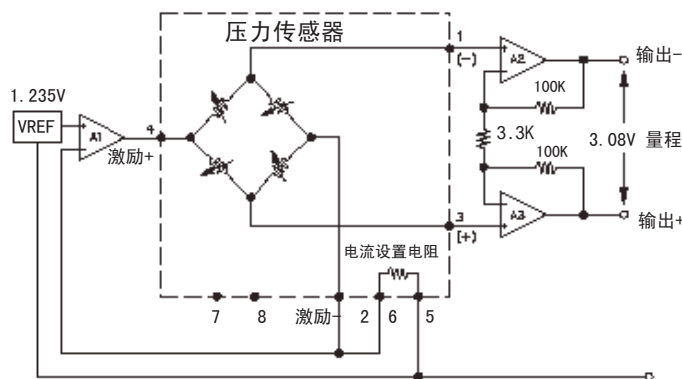 压力传感器
1
(-)
A2
输出-
1.235V
100K
VREF
A1
4
激励+
3.3K
3.08V 量程
100K
3
(+)
A3
输出+
电流设置电阻
7
8
激励-
2
6
5